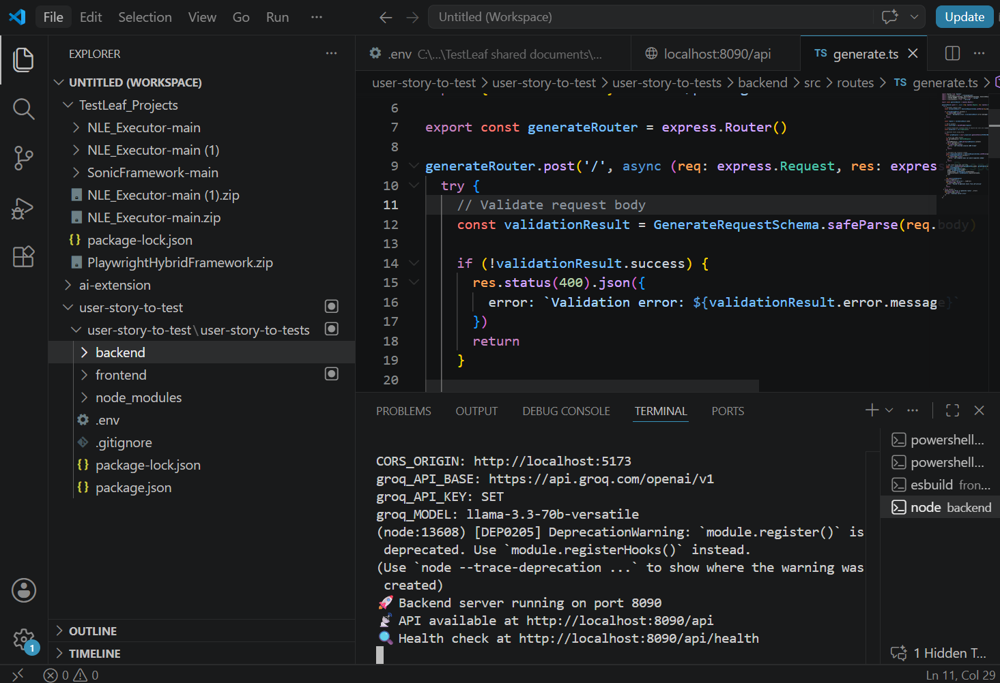 File Edit Selection View Go Run ··· Untitled (Workspace) Update
EXPLORER ···
UNTITLED (WORKSPACE)
TestLeaf_Projects
NLE_Executor-main
NLE_Executor-main (1)
SonicFramework-main
NLE_Executor-main (1).zip
NLE_Executor-main.zip
{} package-lock.json
PlaywrightHybridFramework.zip
ai-extension
user-story-to-test
user-story-to-test\user-story-to-tests
backend
frontend
node_modules
.env
.gitignore
{} package-lock.json
{} package.json
OUTLINE
TIMELINE
1
.env C:\...\TestLeaf shared documents\...
localhost:8090/api
TS generate.ts
user-story-to-test > user-story-to-test > user-story-to-tests > backend > src > routes > TS generate.ts >
6
7 export const generateRouter = express.Router()
8
9 generateRouter.post('/', async (req: express.Request, res: express
10 try {
11 // Validate request body
12 const validationResult = GenerateRequestSchema.safeParse(req.body)
13
14 if (!validationResult.success) {
15 res.status(400).json({
16 error: `Validation error: ${validationResult.error.message}`
17 })
18 return
19 }
20
PROBLEMS OUTPUT DEBUG CONSOLE TERMINAL PORTS
CORS_ORIGIN: http://localhost:5173
groq_API_BASE: https://api.groq.com/openai/v1
groq_API_KEY: SET
groq_MODEL: llama-3.3-70b-versatile
(node:13608) [DEP0205] DeprecationWarning: `module.register()` is
deprecated. Use `module.registerHooks()` instead.
(Use `node --trace-deprecation ...` to show where the warning was
created)
🚀 Backend server running on port 8090
📡 API available at http://localhost:8090/api
🔍 Health check at http://localhost:8090/api/health
powershell...
powershell...
esbuild fron...
node backend
1 Hidden T...
0 0
Ln 11, Col 29